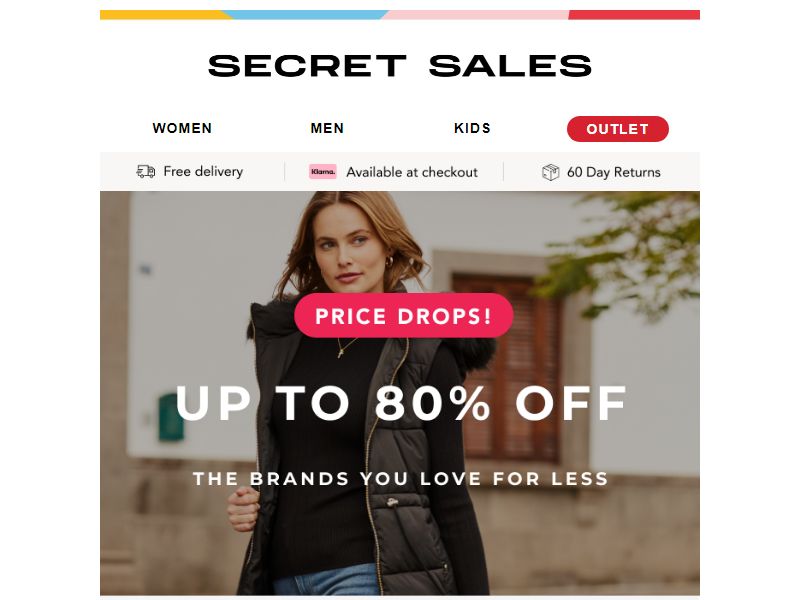 SECRET SALES
WOMEN MEN KIDS OUTLET
Free delivery Klarna. Available at checkout 60 Day Returns
PRICE DROPS!
UP TO 80% OFF
THE BRANDS YOU LOVE FOR LESS